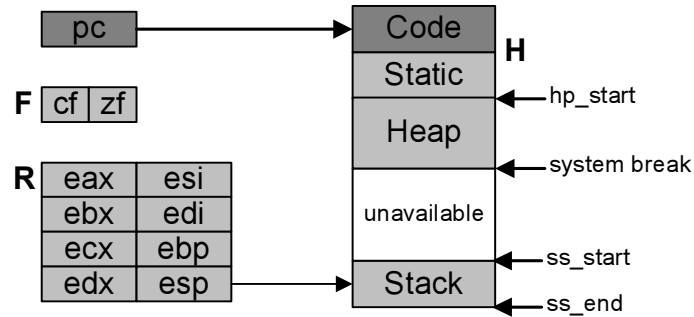 pc
F cf zf
R eax esi
ebx edi
ecx ebp
edx esp
Code
H
Static
hp_start
Heap
system break
unavailable
ss_start
Stack
ss_end